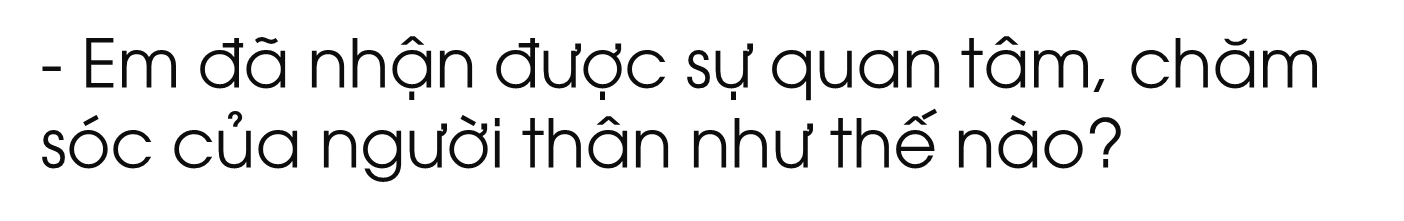 - Em đã nhận được sự quan tâm, chăm
sóc của người thân như thế nào?